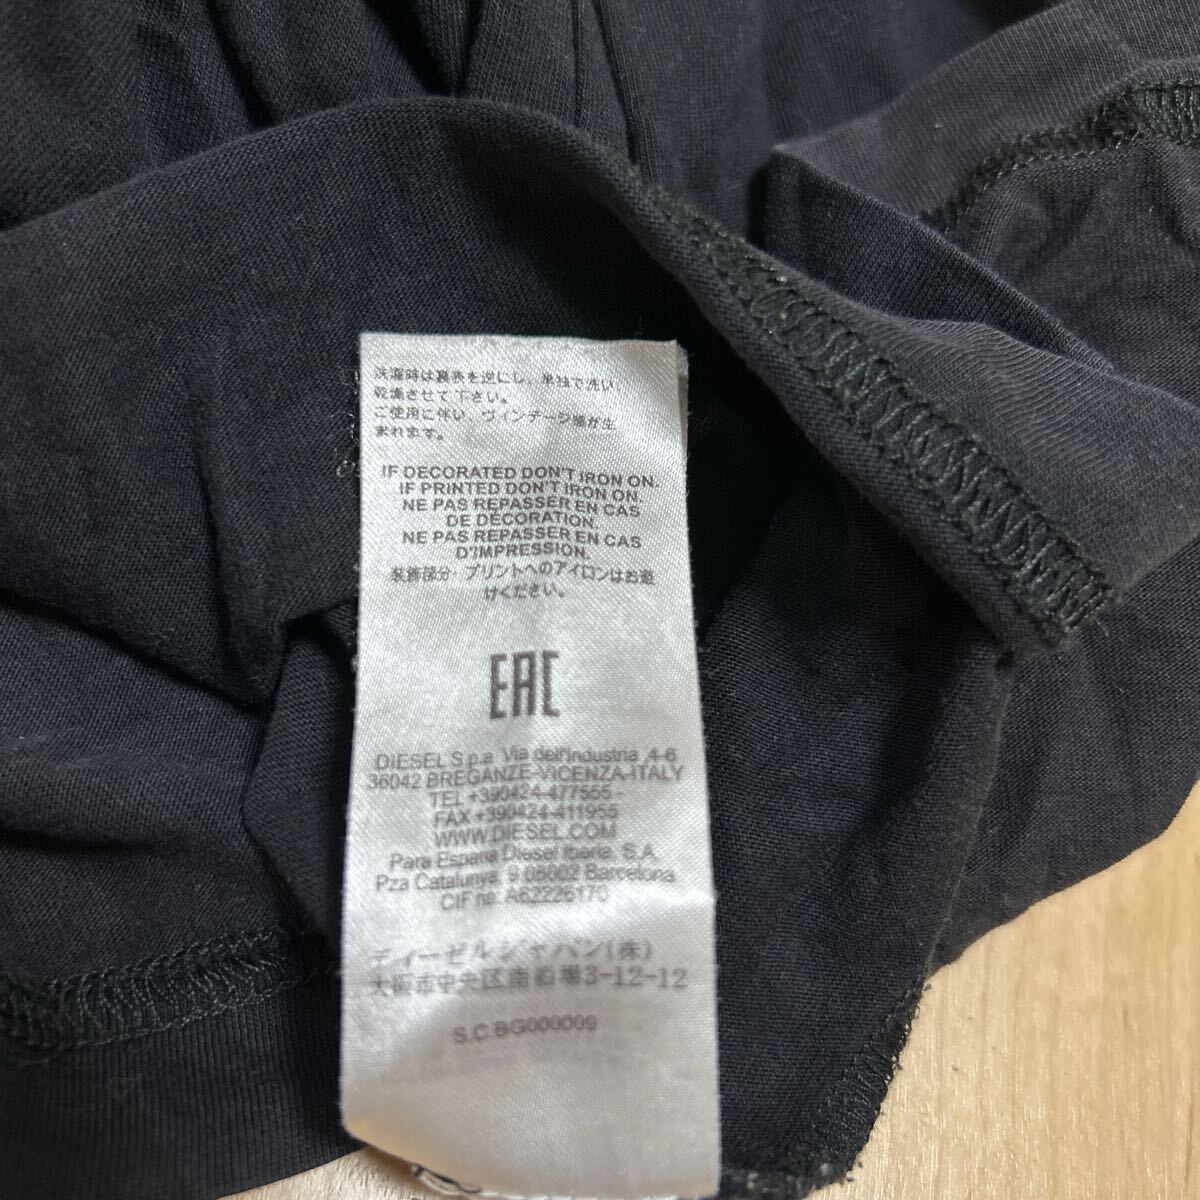 洗濯時は裏表を逆にし、単独で洗い、
乾燥させて下さい。
ご使用に伴い、ヴィンテージ感が生
まれます。
IF DECORATED DON'T IRON ON.
IF PRINTED DON'T IRON ON.
NE PAS REPASSER EN CAS
DE DECORATION.
NE PAS REPASSER EN CAS
D'IMPRESSION.
装飾部分・プリントへのアイロンはお避
けください。
EAC
DIESEL S.p.a. Via dell'Industria ,4-6
36042 BREGANZE-VICENZA-ITALY
TEL +390424-477555 -
FAX +390424-411955
WWW.DIESEL.COM
Para Espana Diesel Iberia, S.A
Pza Catalunya, 9 08002 Barcelona
CIF no. A62226170
ディーゼルジャパン(株)
大阪市中央区南船場3-12-12
S.C.BG000009